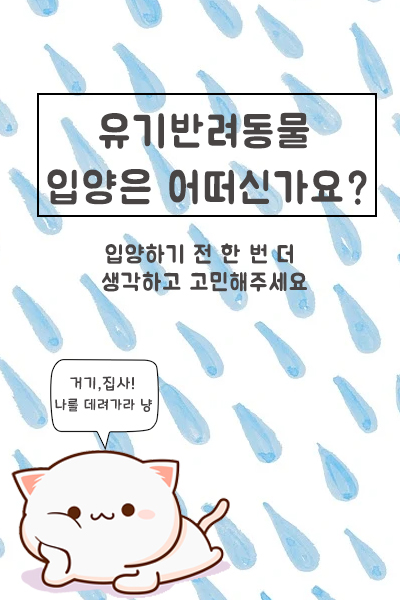 유기반려동물
입양은 어떠신가요?
입양하기 전 한 번 더
생각하고 고민해주세요
거기,집사!
나를 데려가라 냥